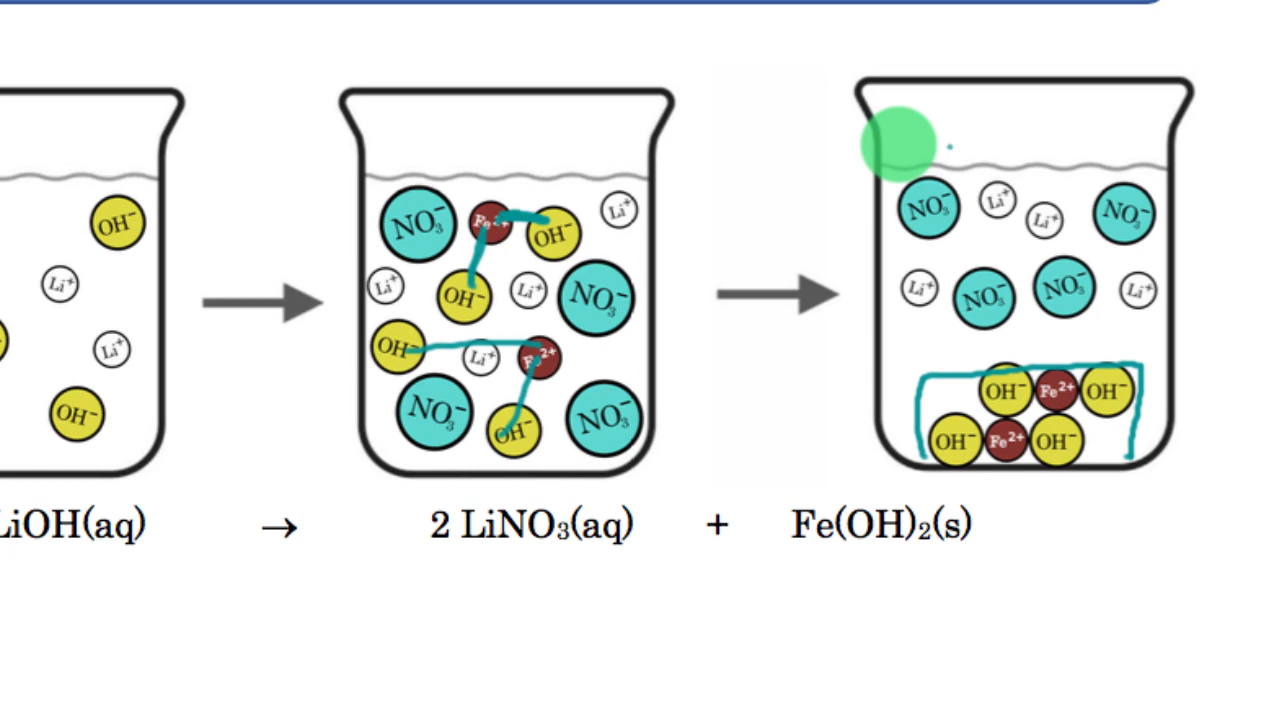 OH⁻
Li⁺
Li⁺
OH⁻
NO₃⁻ Fe²⁺ OH⁻ Li⁺
Li⁺ OH⁻ Li⁺ NO₃⁻
OH⁻ Li⁺ Fe²⁺
NO₃⁻ OH⁻ NO₃⁻
NO₃⁻ Li⁺ Li⁺ NO₃⁻
Li⁺ NO₃⁻ NO₃⁻ Li⁺
OH⁻ Fe²⁺ OH⁻
OH⁻ Fe²⁺ OH⁻
LiOH(aq) → 2 LiNO₃(aq) + Fe(OH)₂(s)